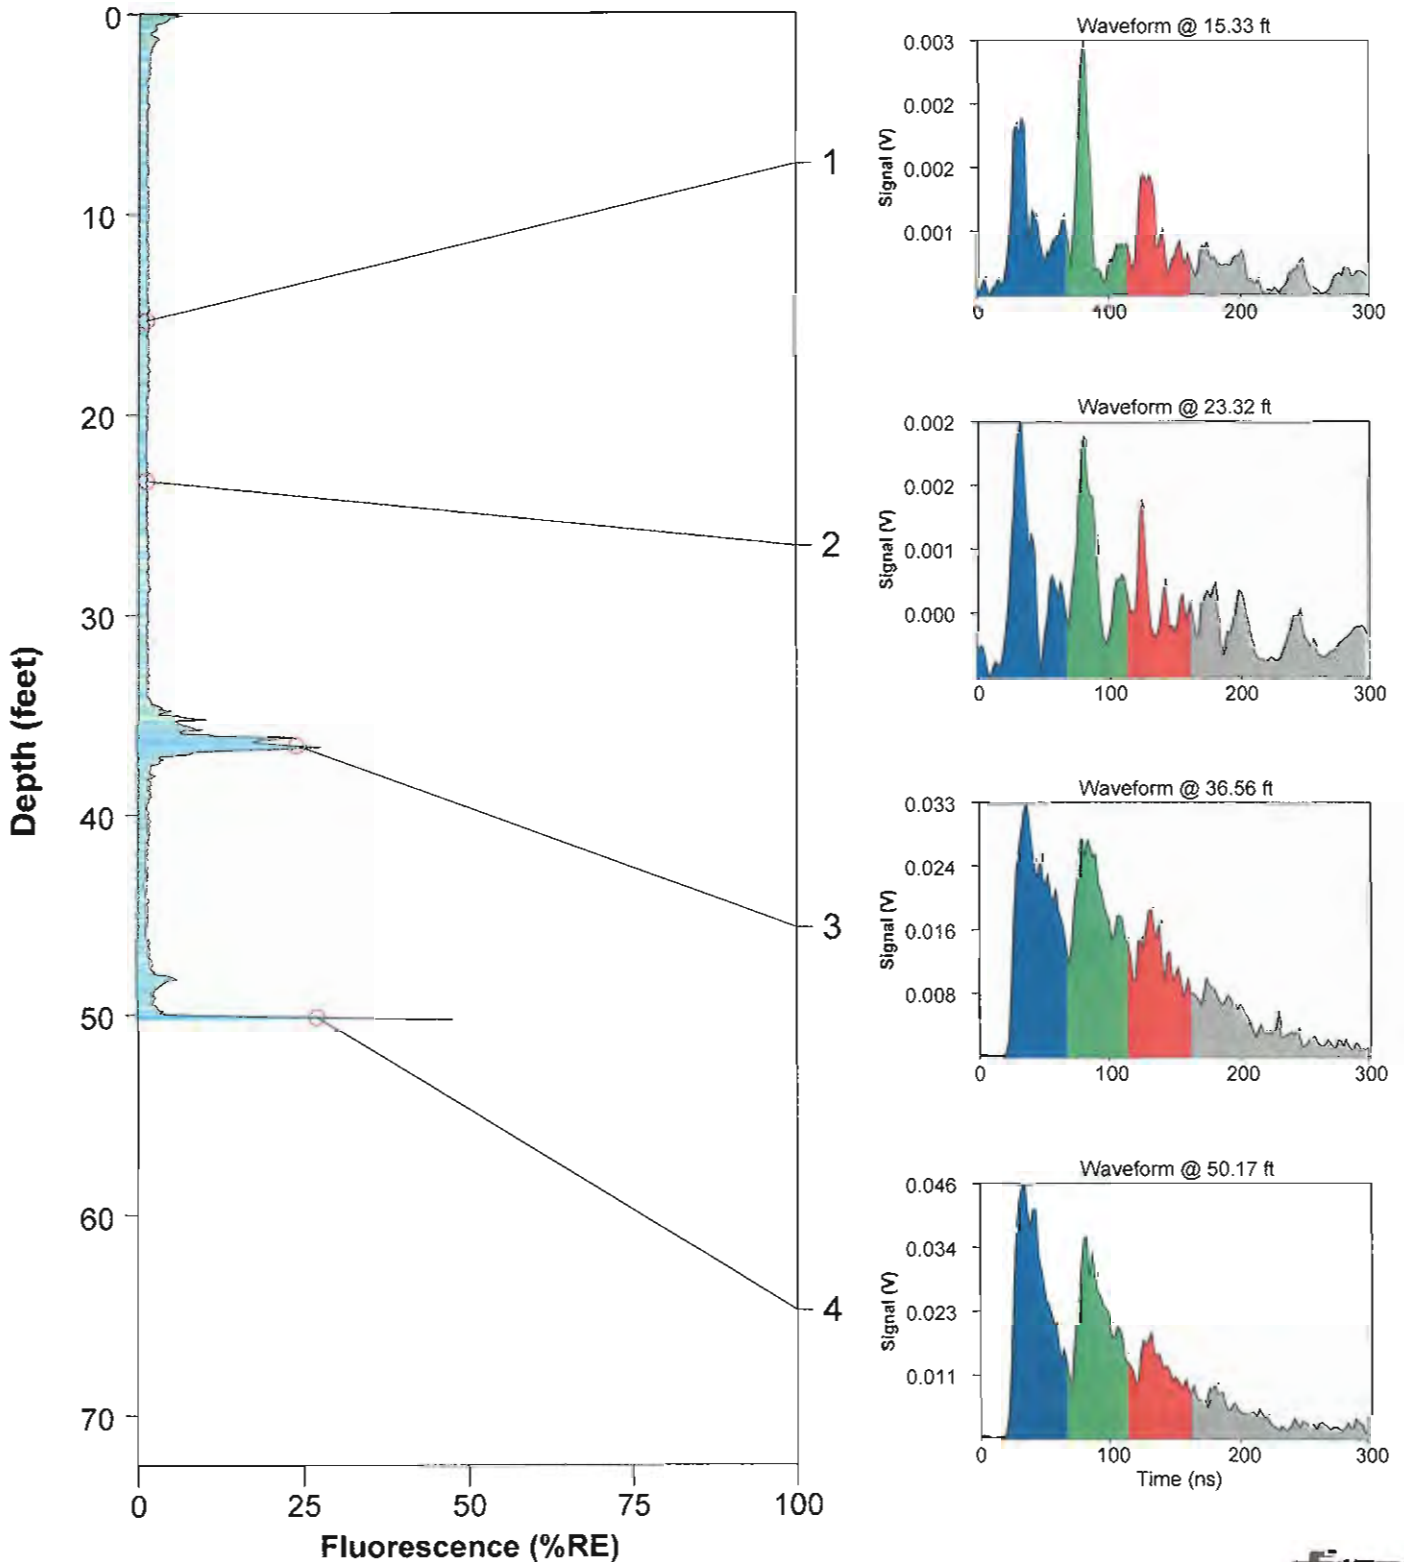 0
10
20
30
40
50
60
70
Depth (feet)
0 25 50 75 100
Fluorescence (%RE)
1
2
3
4
Waveform @ 15.33 ft
0.003
0.002
0.002
0.001
Signal (V)
0 100 200 300
Waveform @ 23.32 ft
0.002
0.002
0.001
0.000
Signal (V)
0 100 200 300
Waveform @ 36.56 ft
0.033
0.024
0.016
0.008
Signal (V)
0 100 200 300
Waveform @ 50.17 ft
0.046
0.034
0.023
0.011
Signal (V)
0 100 200 300
Time (ns)